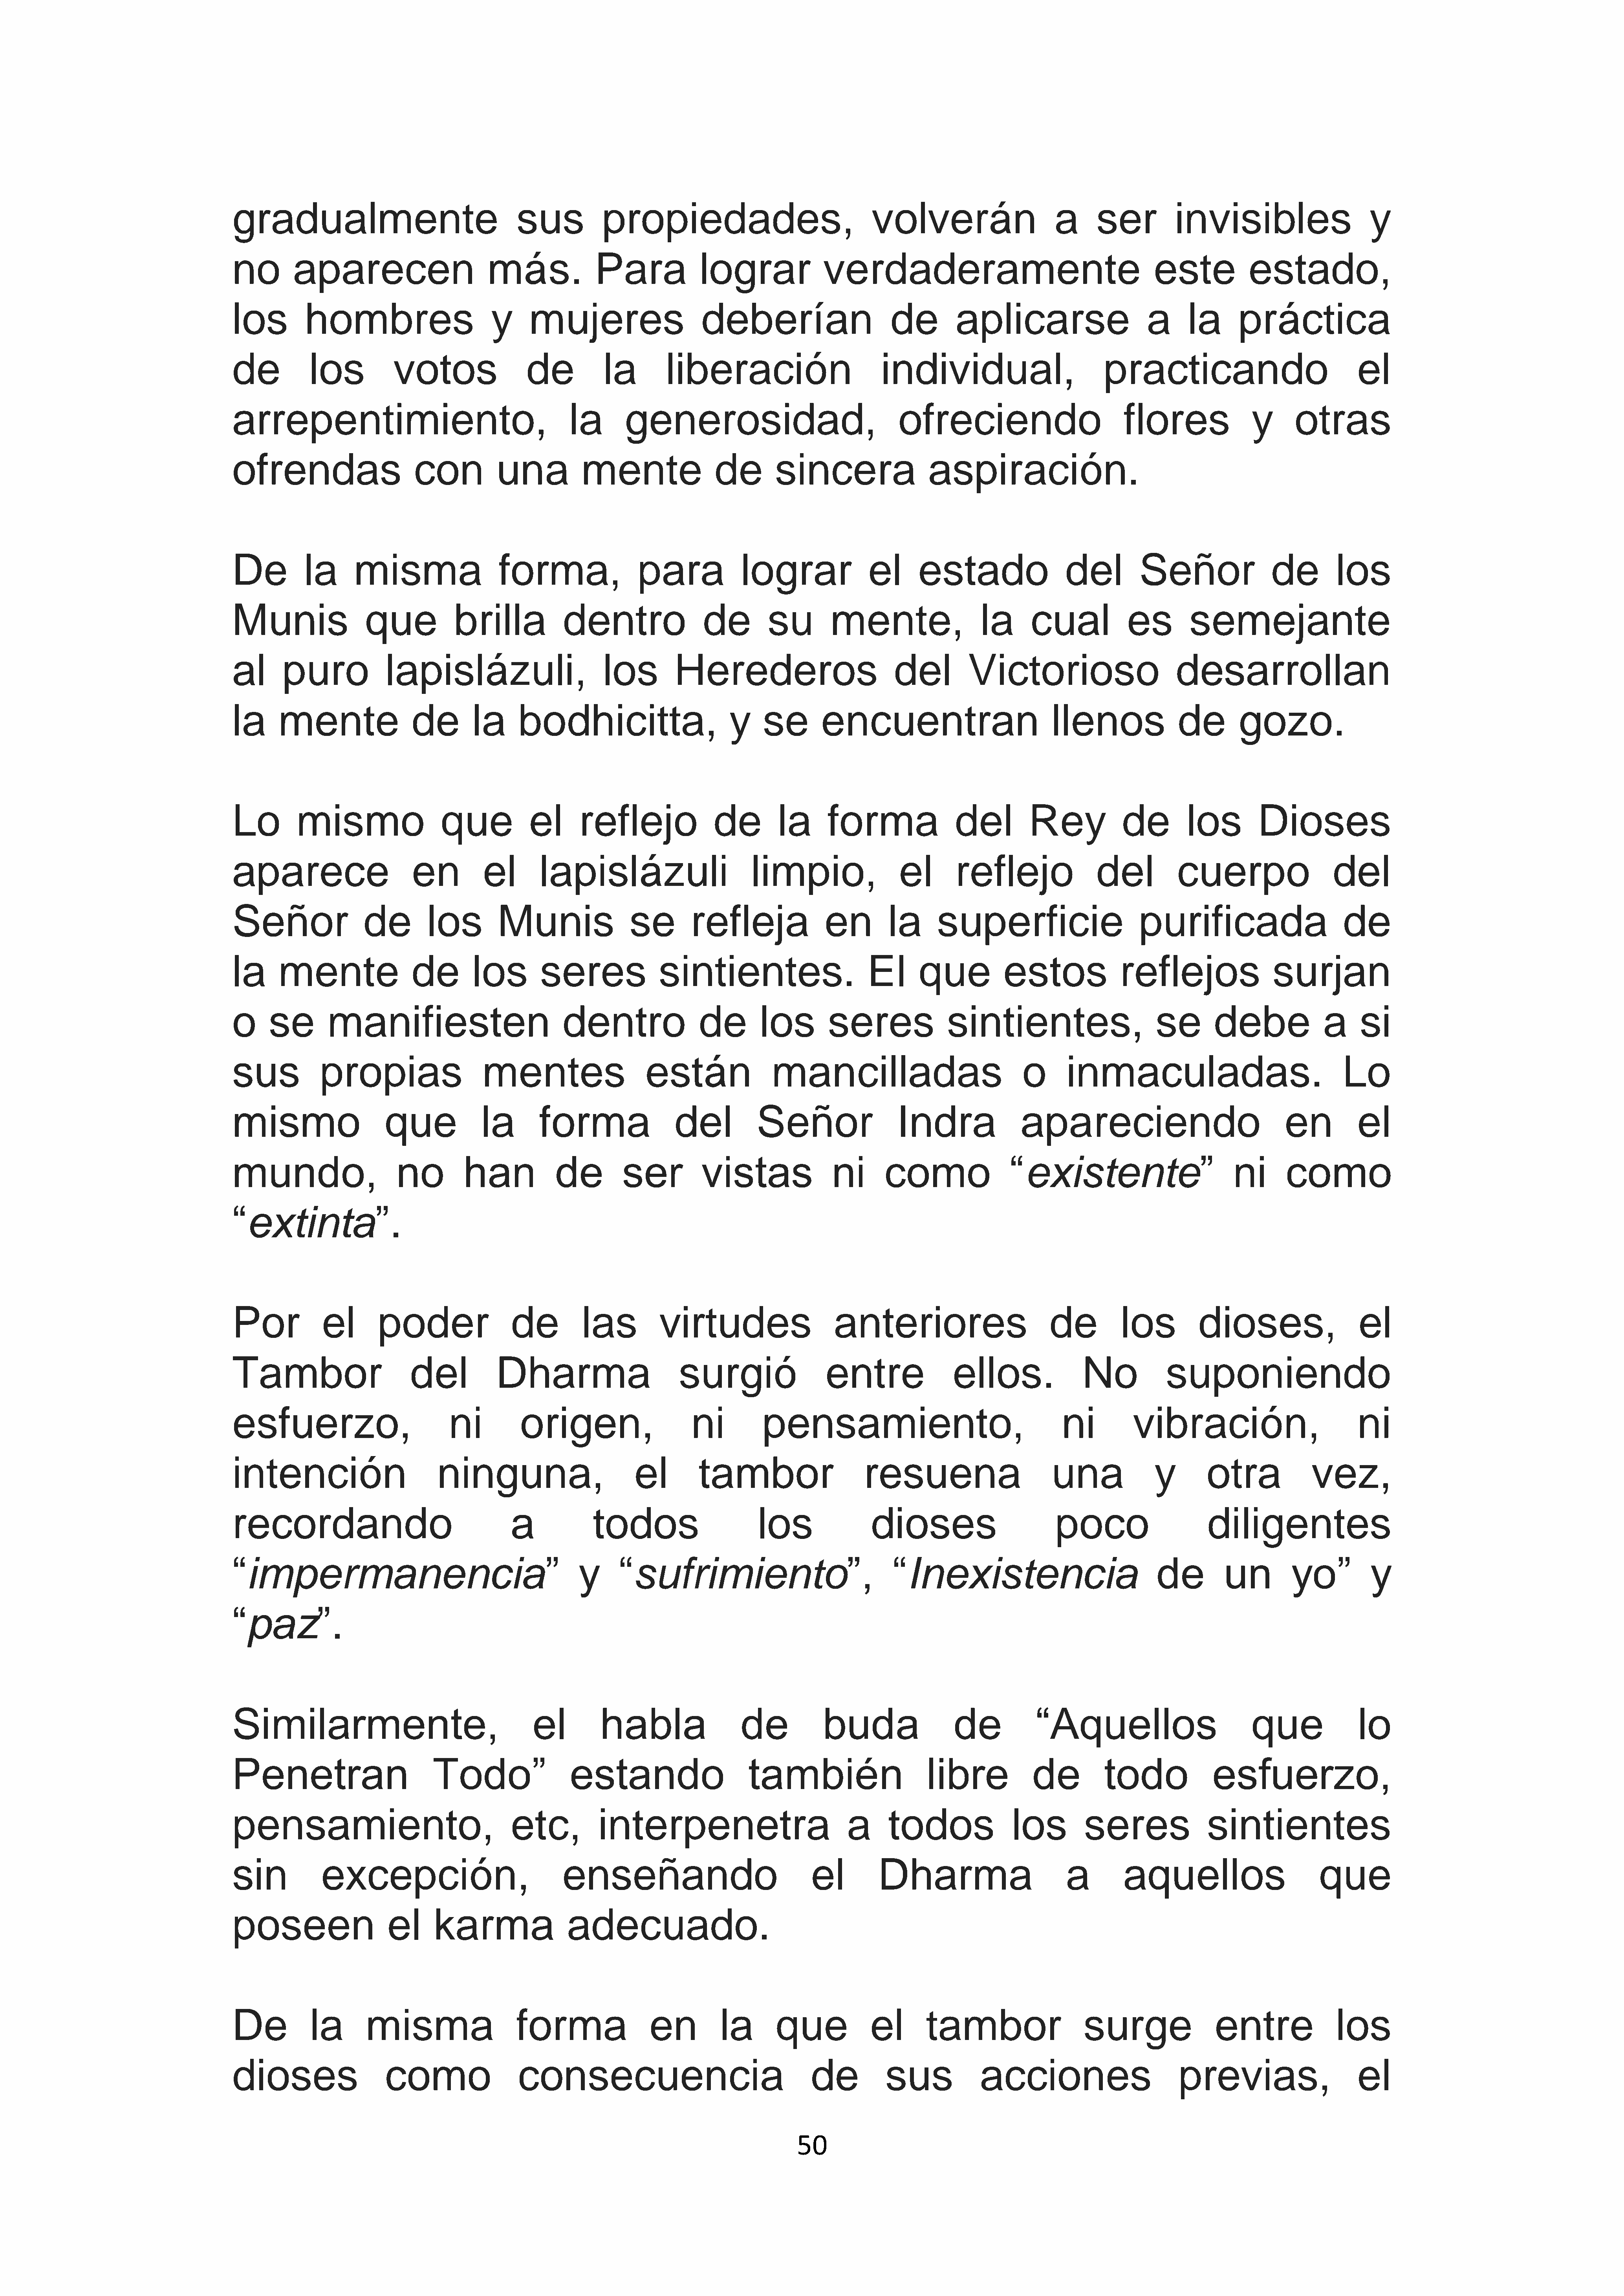 gradualmente sus propiedades, volverán a ser invisibles y
no aparecen más. Para lograr verdaderamente este estado,
los hombres y mujeres deberían de aplicarse a la práctica
de los votos de la liberación individual, practicando el
arrepentimiento, la generosidad, ofreciendo flores y otras
ofrendas con una mente de sincera aspiración.
De la misma forma, para lograr el estado del Señor de los
Munis que brilla dentro de su mente, la cual es semejante
al puro lapislázuli, los Herederos del Victorioso desarrollan
la mente de la bodhicitta, y se encuentran llenos de gozo.
Lo mismo que el reflejo de la forma del Rey de los Dioses
aparece en el lapislázuli limpio, el reflejo del cuerpo del
Señor de los Munis se refleja en la superficie purificada de
la mente de los seres sintientes. El que estos reflejos surjan
o se manifiesten dentro de los seres sintientes, se debe a si
sus propias mentes están mancilladas o inmaculadas. Lo
mismo que la forma del Señor Indra apareciendo en el
mundo, no han de ser vistas ni como “existente” ni como
“extinta”.
Por el poder de las virtudes anteriores de los dioses, el
Tambor del Dharma surgió entre ellos. No suponiendo
esfuerzo, ni origen, ni pensamiento, ni vibración, ni
intención ninguna, el tambor resuena una y otra vez,
recordando a todos los dioses poco diligentes
“impermanencia” y “sufrimiento”, “Inexistencia de un yo” y
“paz”.
Similarmente, el habla de buda de “Aquellos que lo
Penetran Todo” estando también libre de todo esfuerzo,
pensamiento, etc, interpenetra a todos los seres sintientes
sin excepción, enseñando el Dharma a aquellos que
poseen el karma adecuado.
De la misma forma en la que el tambor surge entre los
dioses como consecuencia de sus acciones previas, el
50